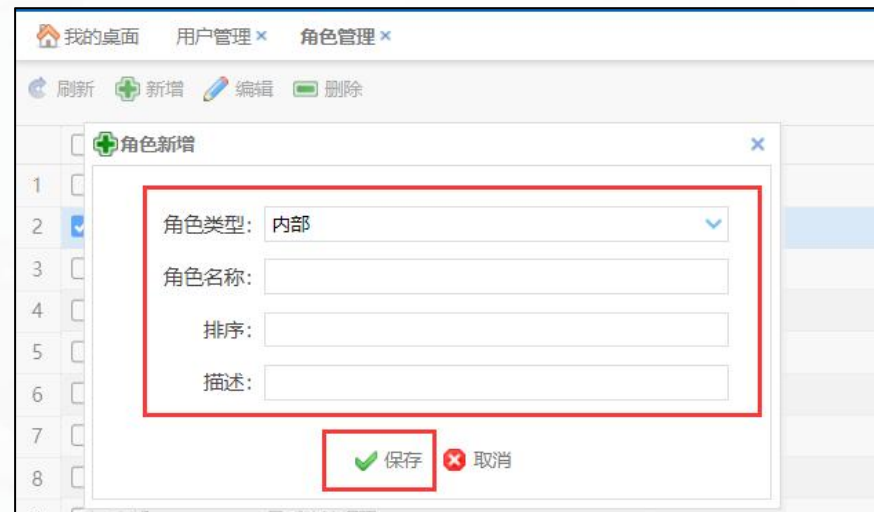 我的桌面 用户管理 × 角色管理 ×
刷新 新增 编辑 删除
角色新增 ×
1
2
3
4
5
6
7
8
角色类型: 内部
角色名称:
排序:
描述:
保存 取消